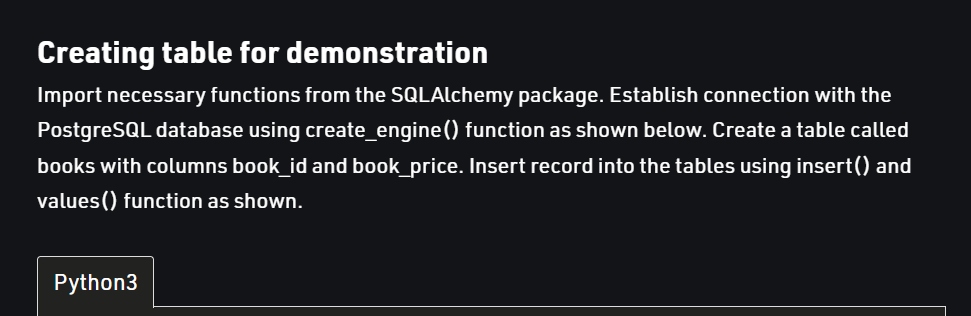 Creating table for demonstration
Import necessary functions from the SQLAlchemy package. Establish connection with the
PostgreSQL database using create_engine() function as shown below. Create a table called
books with columns book_id and book_price. Insert record into the tables using insert() and
values() function as shown.
Python3